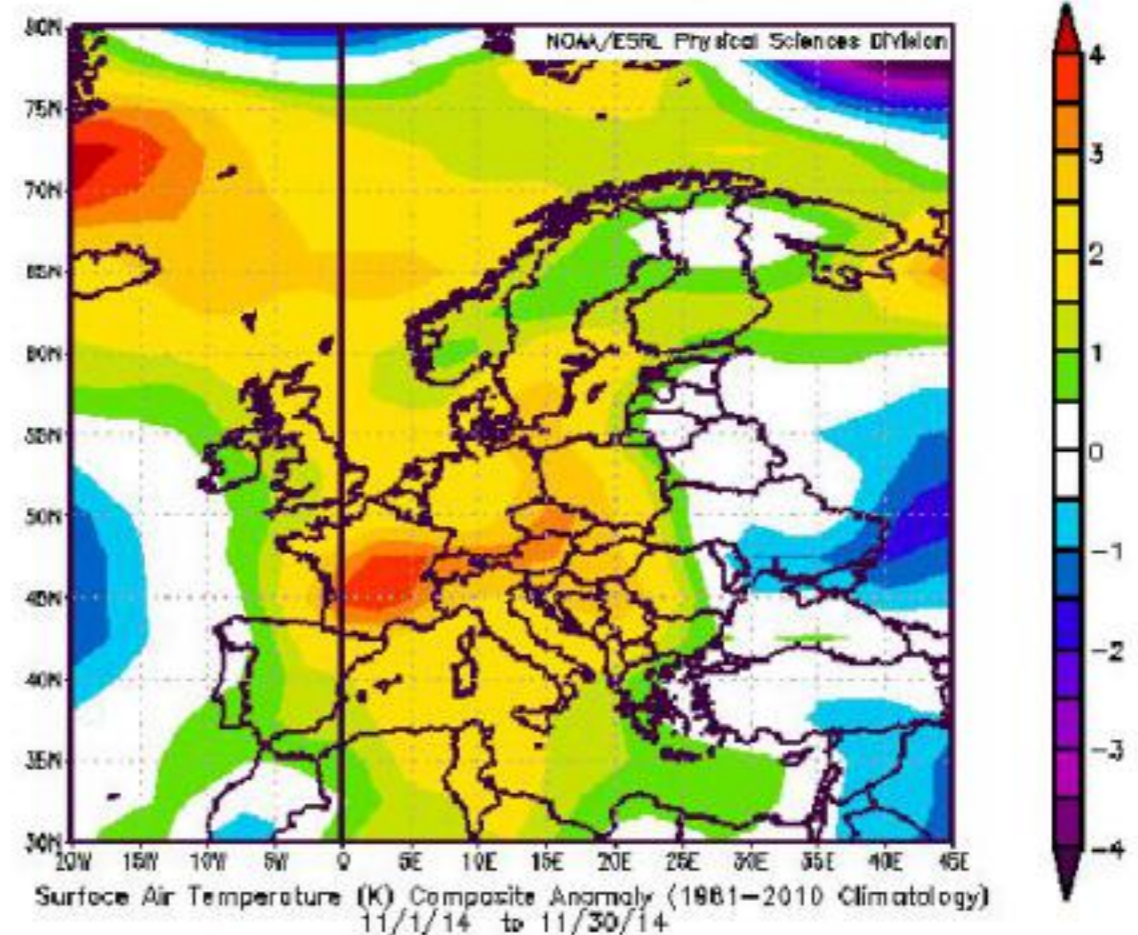 NOAA/ESRL Physical Sciences Division
80N
75N
70N
65N
60N
55N
50N
45N
40N
35N
30N
20W 15W 10W 5W 0 5E 10E 15E 20E 25E 30E 35E 40E 45E
4
3
2
1
0
-1
-2
-3
-4
Surface Air Temperature (K) Composite Anomaly (1981-2010 Climatology)
11/1/14 to 11/30/14